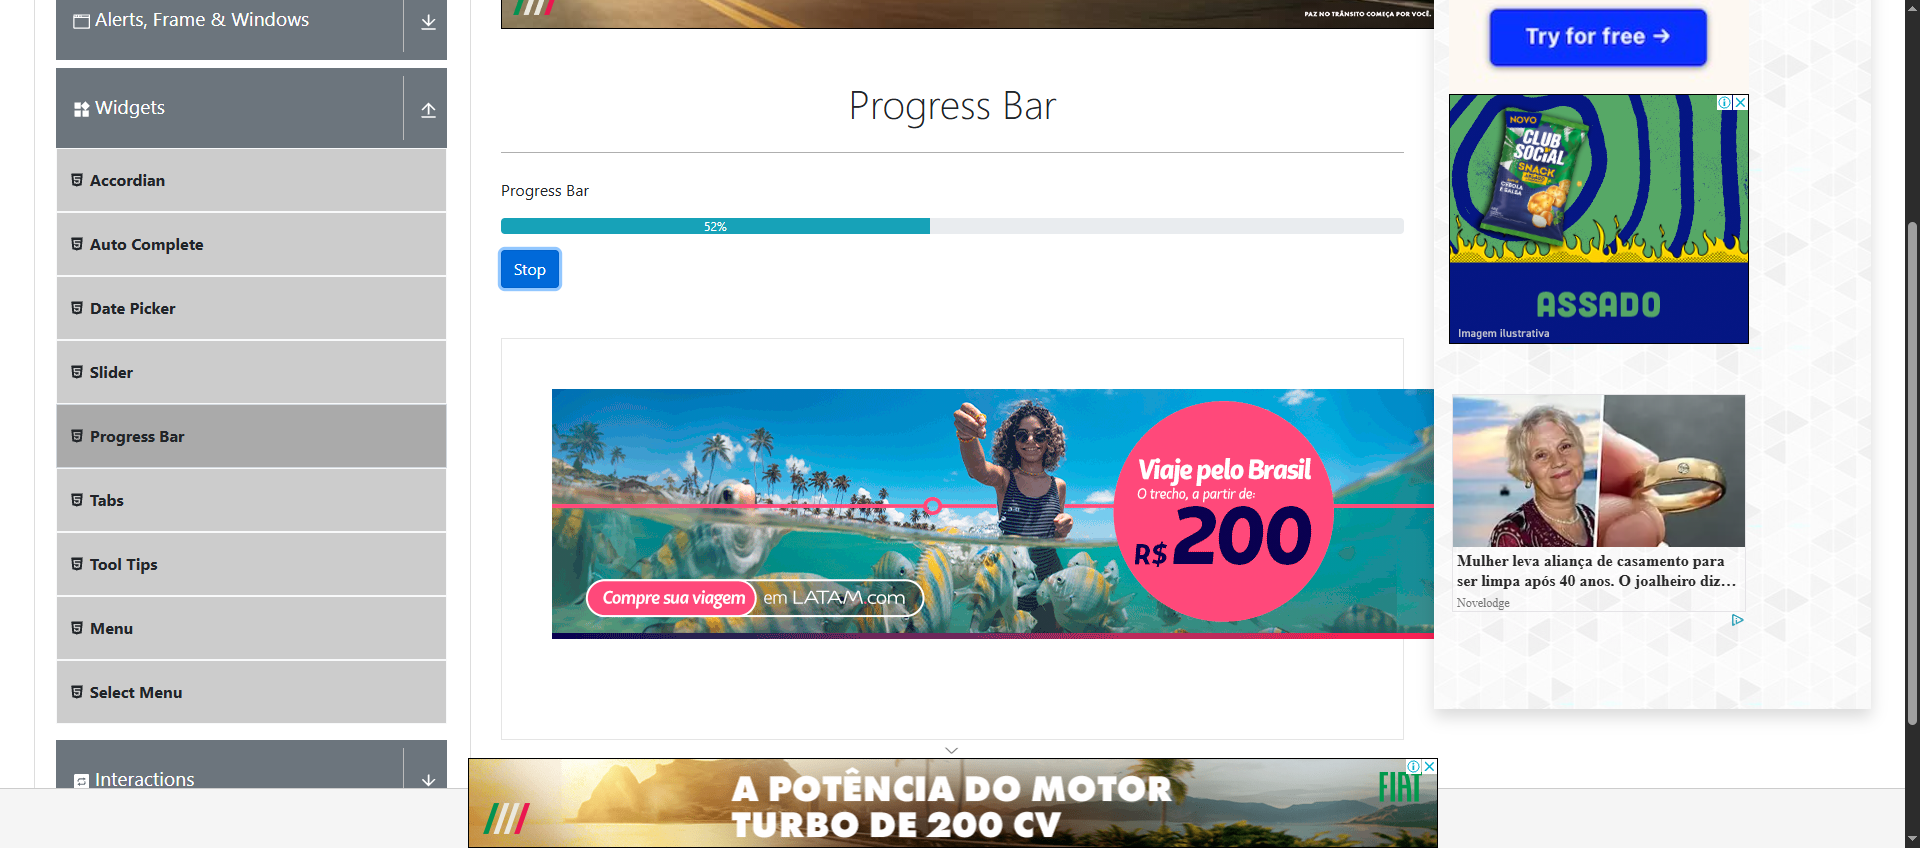 Alerts, Frame & Windows
Widgets
Accordian
Auto Complete
Date Picker
Slider
Progress Bar
Tabs
Tool Tips
Menu
Select Menu
Interactions
PAZ NO TRÂNSITO COMEÇA POR VOCÊ.
Progress Bar
Progress Bar
52%
Stop
Viaje pelo Brasil
O trecho, a partir de:
R$ 200
Compre sua viagem em LATAM.com
A POTÊNCIA DO MOTOR
TURBO DE 200 CV
FIAT
Try for free →
NOVO
CLUB
SOCIAL
SNACK
ASSADO
CEBOLA
E SALSA
ASSADO
Imagem ilustrativa
Mulher leva aliança de casamento para
ser limpa após 40 anos. O joalheiro diz…
Novelodge